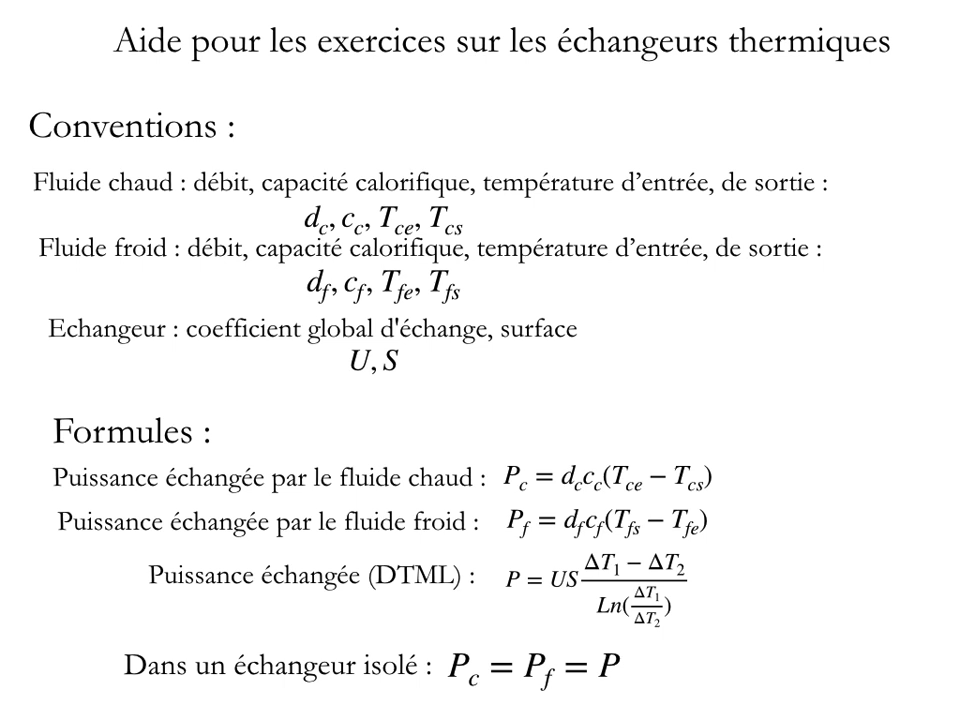 Aide pour les exercices sur les échangeurs thermiques
Conventions :
Fluide chaud : débit, capacité calorifique, température d’entrée, de sortie :
d_c, c_c, T_ce, T_cs
Fluide froid : débit, capacité calorifique, température d’entrée, de sortie :
d_f, c_f, T_fe, T_fs
Echangeur : coefficient global d'échange, surface
U, S
Formules :
Puissance échangée par le fluide chaud : P_c = d_c c_c (T_ce − T_cs)
Puissance échangée par le fluide froid : P_f = d_f c_f (T_fs − T_fe)
Puissance échangée (DTML) : P = US (ΔT_1 − ΔT_2) / Ln(ΔT_1 / ΔT_2)
Dans un échangeur isolé : P_c = P_f = P